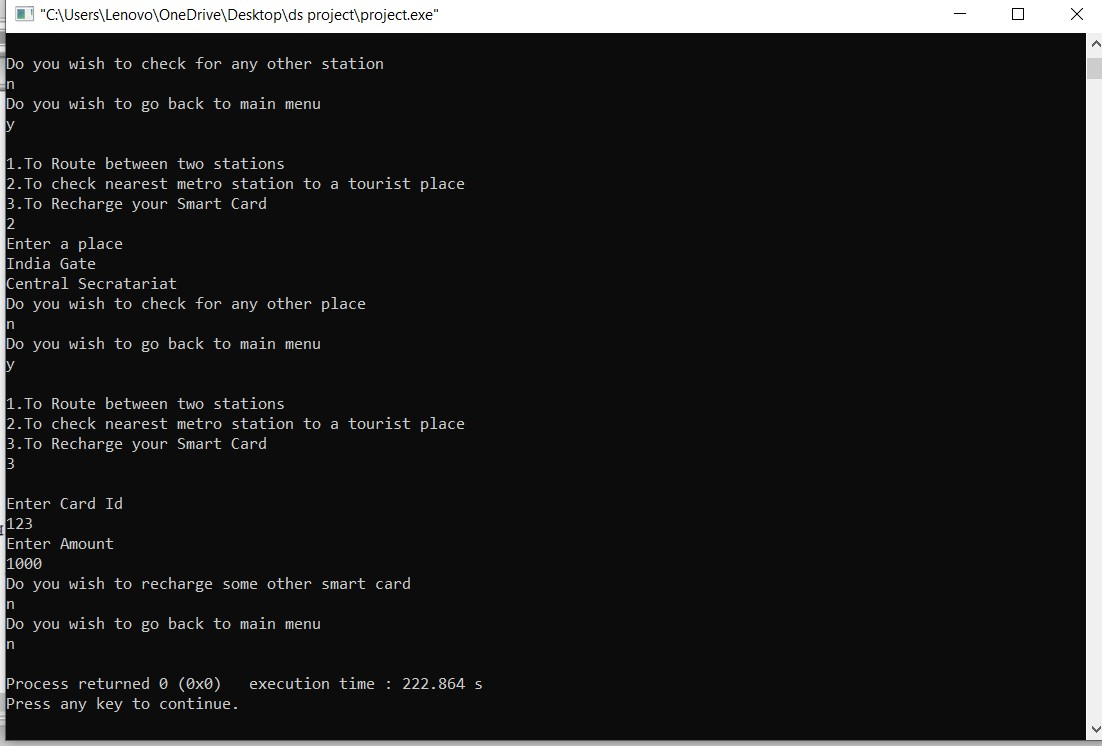 "C:\Users\Lenovo\OneDrive\Desktop\ds project\project.exe"
Do you wish to check for any other station
n
Do you wish to go back to main menu
y
1.To Route between two stations
2.To check nearest metro station to a tourist place
3.To Recharge your Smart Card
2
Enter a place
India Gate
Central Secratariat
Do you wish to check for any other place
n
Do you wish to go back to main menu
y
1.To Route between two stations
2.To check nearest metro station to a tourist place
3.To Recharge your Smart Card
3
Enter Card Id
123
Enter Amount
1000
Do you wish to recharge some other smart card
n
Do you wish to go back to main menu
n
Process returned 0 (0x0)   execution time : 222.864 s
Press any key to continue.